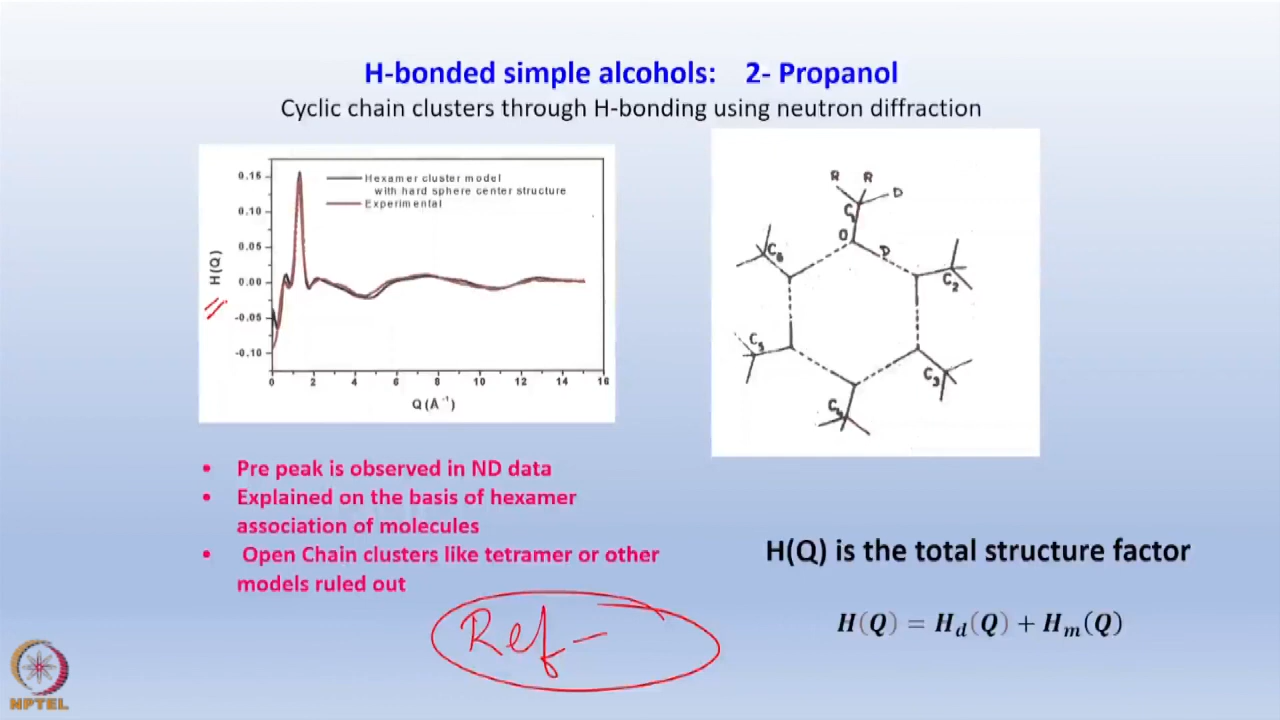 H-bonded simple alcohols: 2- Propanol
Cyclic chain clusters through H-bonding using neutron diffraction
Hexamer cluster model
with hard sphere center structure
Experimental
0.15
0.10
0.05
0.00
-0.05
-0.10
H(Q)
0 2 4 6 8 10 12 14 16
Q(Å⁻¹)
R R D
C₁
O D
C₆ C₂
C₅ C₃
C₄
• Pre peak is observed in ND data
• Explained on the basis of hexamer
association of molecules
• Open Chain clusters like tetramer or other
models ruled out
H(Q) is the total structure factor
H(Q) = H_d(Q) + H_m(Q)
Ref -
NPTEL